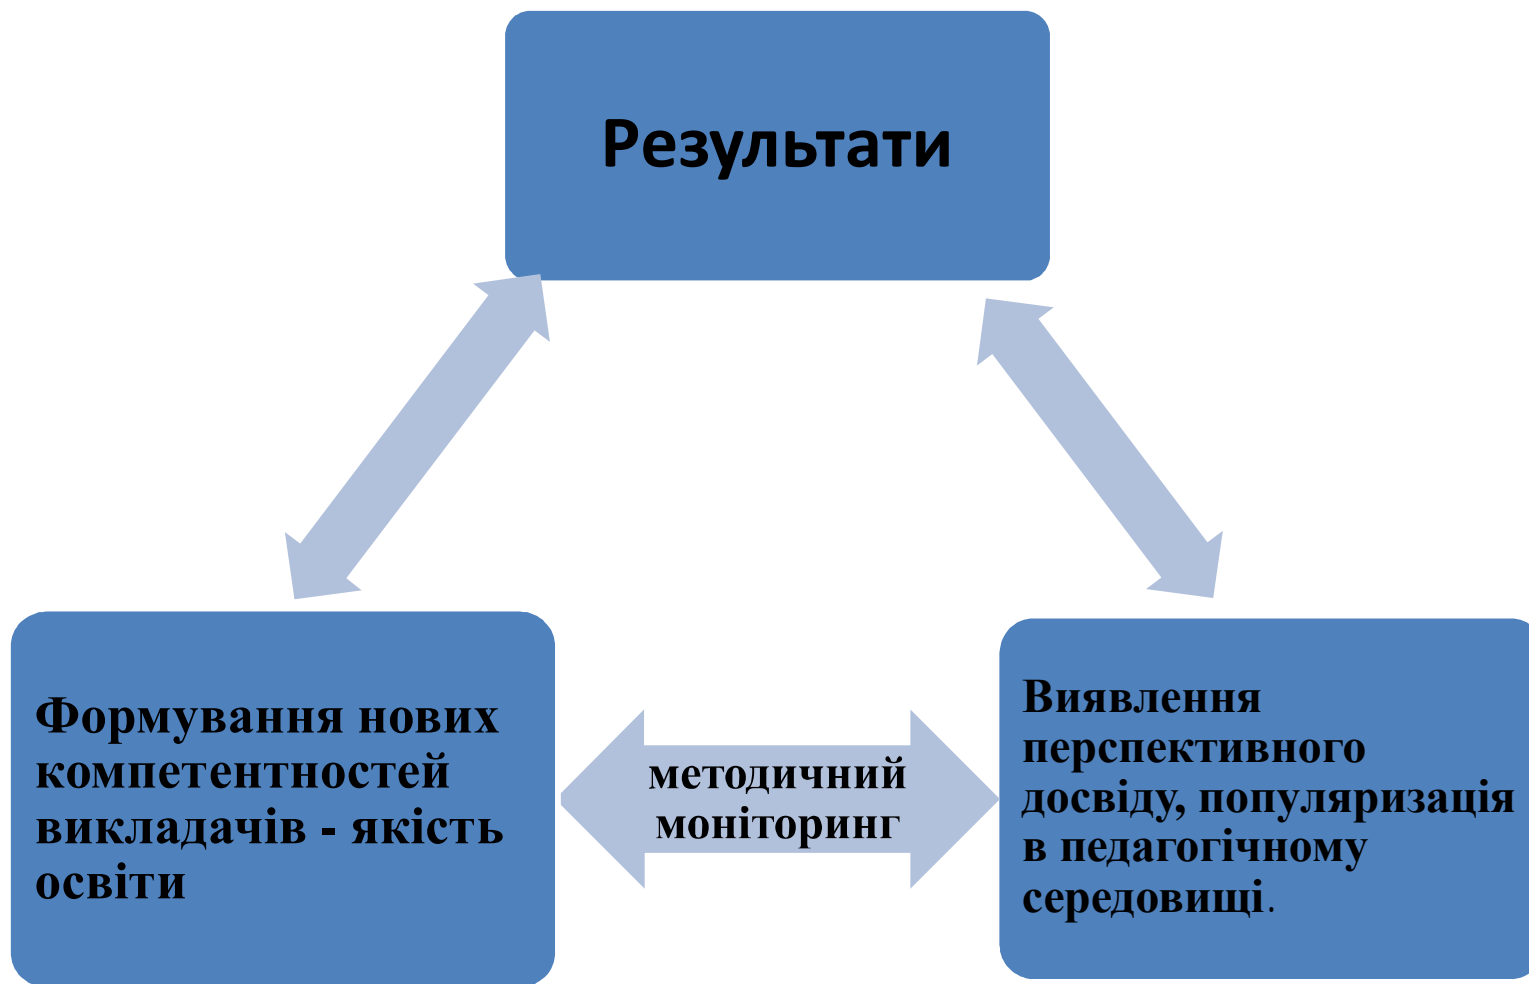 Результати
Формування нових
компетентностей
викладачів - якість
освіти
методичний
моніторинг
Виявлення
перспективного
досвіду, популяризація
в педагогічному
середовищі.